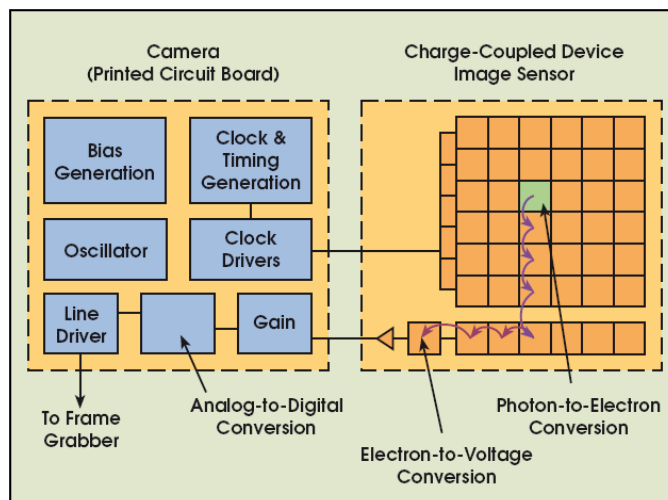 Camera
(Printed Circuit Board)
Charge-Coupled Device
Image Sensor
Bias
Generation
Clock &
Timing
Generation
Oscillator
Clock
Drivers
Line
Driver
Gain
To Frame
Grabber
Analog-to-Digital
Conversion
Electron-to-Voltage
Conversion
Photon-to-Electron
Conversion